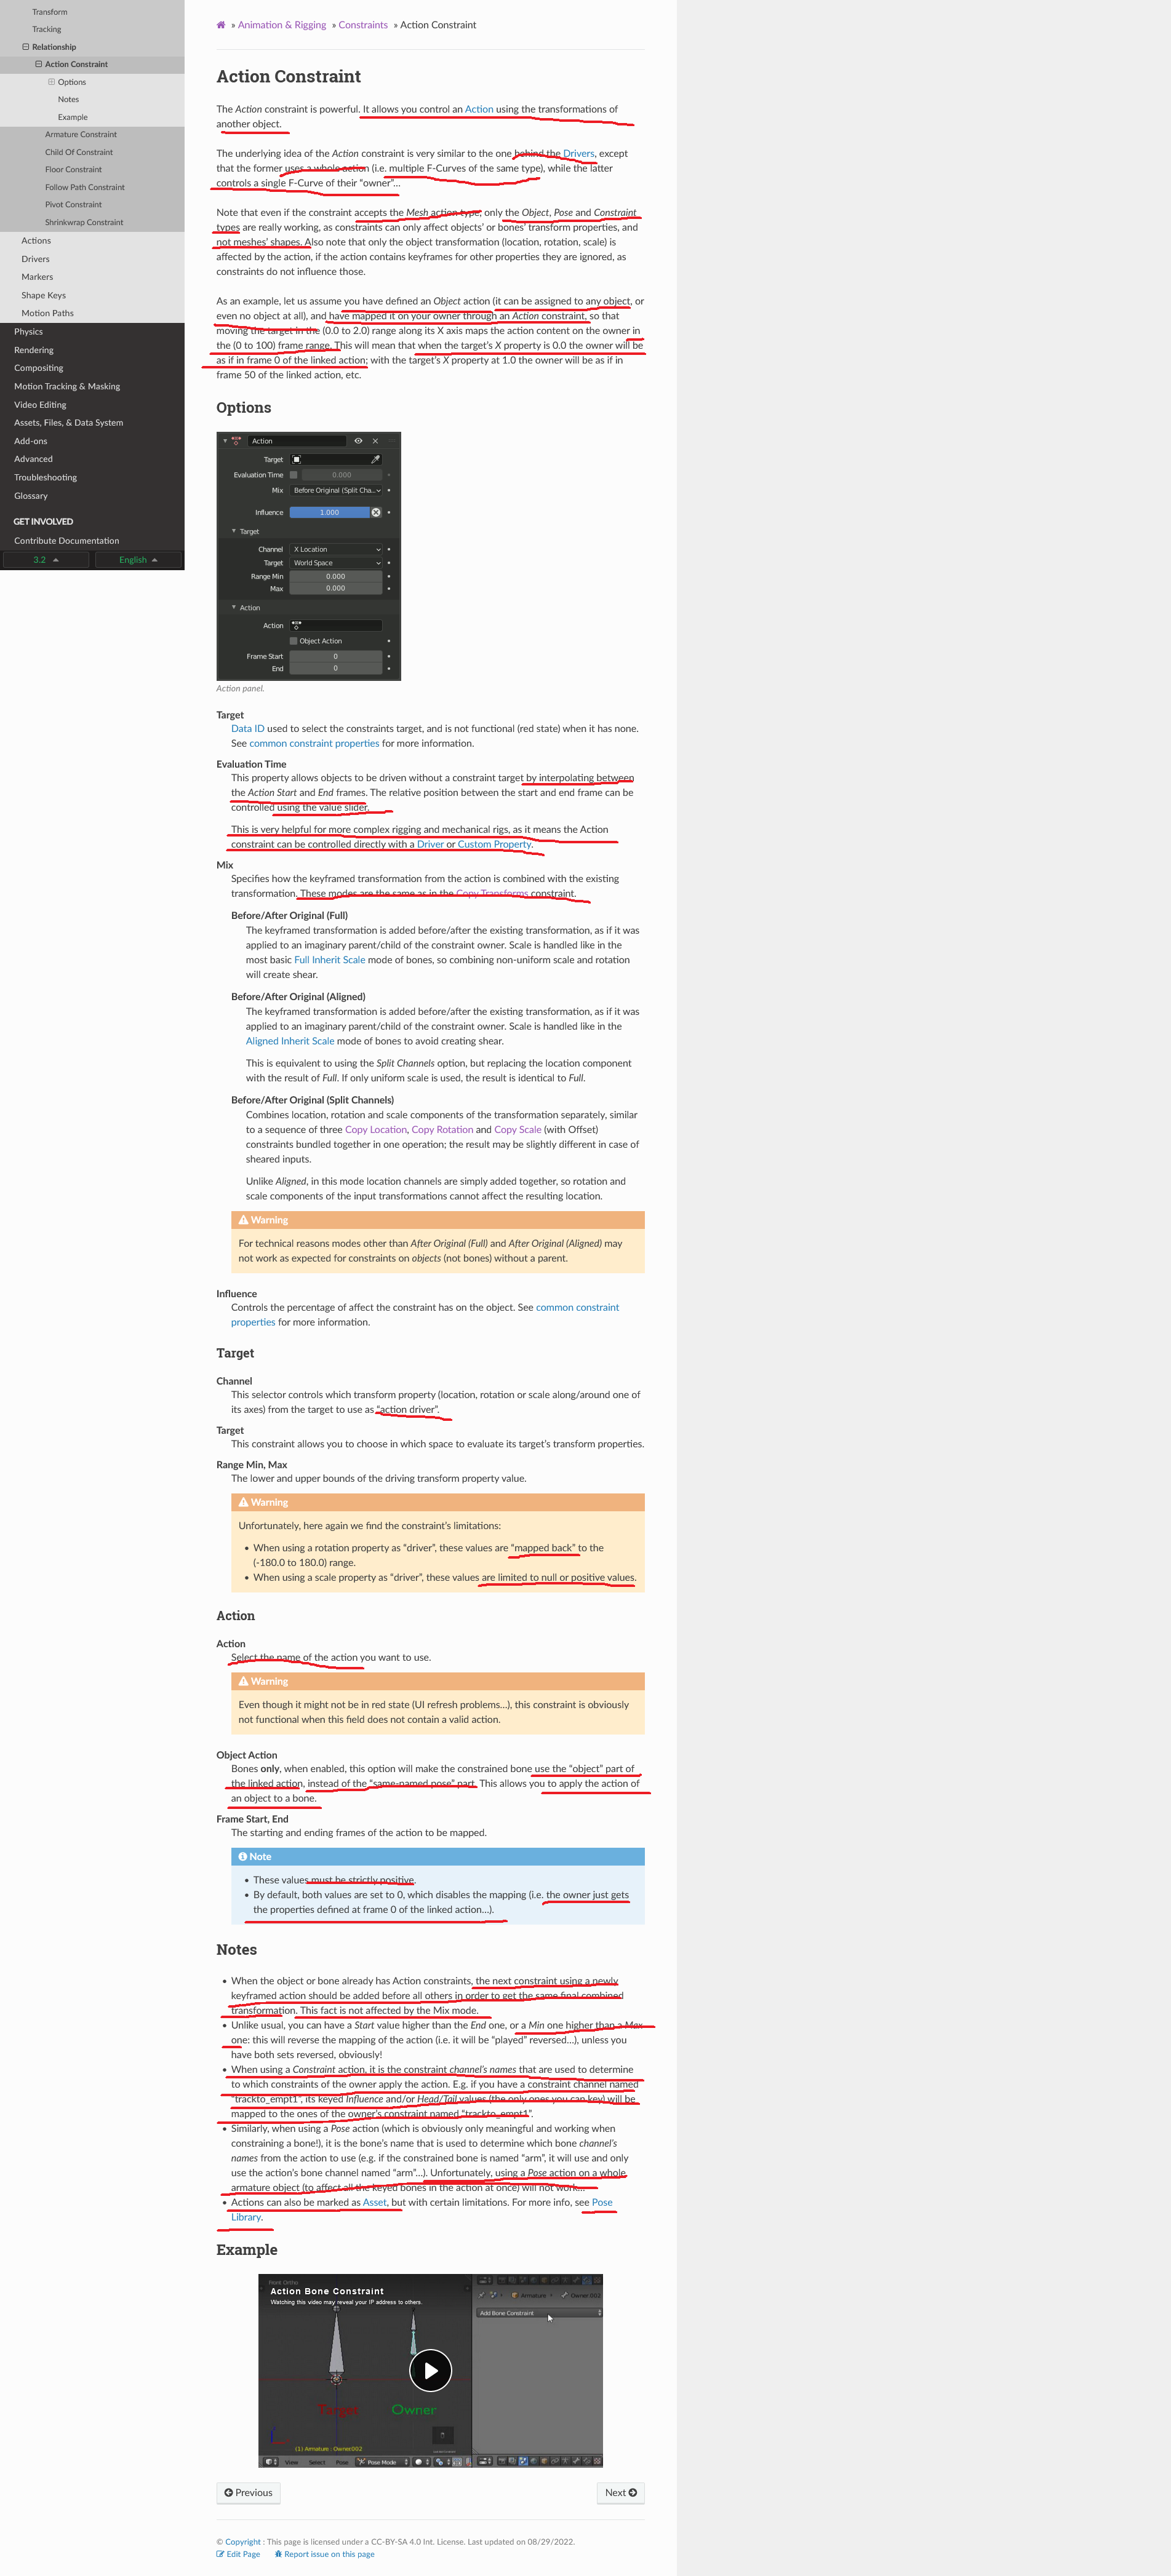 Transform
Tracking
Relationship
Action Constraint
Options
Notes
Example
Armature Constraint
Child Of Constraint
Floor Constraint
Follow Path Constraint
Pivot Constraint
Shrinkwrap Constraint
Actions
Drivers
Markers
Shape Keys
Motion Paths
Physics
Rendering
Compositing
Motion Tracking & Masking
Video Editing
Assets, Files, & Data System
Add-ons
Advanced
Troubleshooting
Glossary
GET INVOLVED
Contribute Documentation
3.2 English
» Animation & Rigging » Constraints » Action Constraint
Action Constraint
The Action constraint is powerful. It allows you control an Action using the transformations of
another object.
The underlying idea of the Action constraint is very similar to the one behind the Drivers, except
that the former uses a whole action (i.e. multiple F-Curves of the same type), while the latter
controls a single F-Curve of their “owner”…
Note that even if the constraint accepts the Mesh action type, only the Object, Pose and Constraint
types are really working, as constraints can only affect objects’ or bones’ transform properties, and
not meshes’ shapes. Also note that only the object transformation (location, rotation, scale) is
affected by the action, if the action contains keyframes for other properties they are ignored, as
constraints do not influence those.
As an example, let us assume you have defined an Object action (it can be assigned to any object, or
even no object at all), and have mapped it on your owner through an Action constraint, so that
moving the target in the (0.0 to 2.0) range along its X axis maps the action content on the owner in
the (0 to 100) frame range. This will mean that when the target’s X property is 0.0 the owner will be
as if in frame 0 of the linked action; with the target’s X property at 1.0 the owner will be as if in
frame 50 of the linked action, etc.
Options
Action
Target
Evaluation Time 0.000
Mix Before Original (Split Cha...
Influence 1.000
Target
Channel X Location
Target World Space
Range Min 0.000
Max 0.000
Action
Action
Object Action
Frame Start 0
End 0
Action panel.
Target
Data ID used to select the constraints target, and is not functional (red state) when it has none.
See common constraint properties for more information.
Evaluation Time
This property allows objects to be driven without a constraint target by interpolating between
the Action Start and End frames. The relative position between the start and end frame can be
controlled using the value slider.
This is very helpful for more complex rigging and mechanical rigs, as it means the Action
constraint can be controlled directly with a Driver or Custom Property.
Mix
Specifies how the keyframed transformation from the action is combined with the existing
transformation. These modes are the same as in the Copy Transforms constraint.
Before/After Original (Full)
The keyframed transformation is added before/after the existing transformation, as if it was
applied to an imaginary parent/child of the constraint owner. Scale is handled like in the
most basic Full Inherit Scale mode of bones, so combining non-uniform scale and rotation
will create shear.
Before/After Original (Aligned)
The keyframed transformation is added before/after the existing transformation, as if it was
applied to an imaginary parent/child of the constraint owner. Scale is handled like in the
Aligned Inherit Scale mode of bones to avoid creating shear.
This is equivalent to using the Split Channels option, but replacing the location component
with the result of Full. If only uniform scale is used, the result is identical to Full.
Before/After Original (Split Channels)
Combines location, rotation and scale components of the transformation separately, similar
to a sequence of three Copy Location, Copy Rotation and Copy Scale (with Offset)
constraints bundled together in one operation; the result may be slightly different in case of
sheared inputs.
Unlike Aligned, in this mode location channels are simply added together, so rotation and
scale components of the input transformations cannot affect the resulting location.
Warning
For technical reasons modes other than After Original (Full) and After Original (Aligned) may
not work as expected for constraints on objects (not bones) without a parent.
Influence
Controls the percentage of affect the constraint has on the object. See common constraint
properties for more information.
Target
Channel
This selector controls which transform property (location, rotation or scale along/around one of
its axes) from the target to use as “action driver”.
Target
This constraint allows you to choose in which space to evaluate its target’s transform properties.
Range Min, Max
The lower and upper bounds of the driving transform property value.
Warning
Unfortunately, here again we find the constraint’s limitations:
• When using a rotation property as “driver”, these values are “mapped back” to the
(-180.0 to 180.0) range.
• When using a scale property as “driver”, these values are limited to null or positive values.
Action
Action
Select the name of the action you want to use.
Warning
Even though it might not be in red state (UI refresh problems…), this constraint is obviously
not functional when this field does not contain a valid action.
Object Action
Bones only, when enabled, this option will make the constrained bone use the “object” part of
the linked action, instead of the “same-named pose” part. This allows you to apply the action of
an object to a bone.
Frame Start, End
The starting and ending frames of the action to be mapped.
Note
• These values must be strictly positive.
• By default, both values are set to 0, which disables the mapping (i.e. the owner just gets
the properties defined at frame 0 of the linked action…).
Notes
• When the object or bone already has Action constraints, the next constraint using a newly
keyframed action should be added before all others in order to get the same final combined
transformation. This fact is not affected by the Mix mode.
• Unlike usual, you can have a Start value higher than the End one, or a Min one higher than a Max
one: this will reverse the mapping of the action (i.e. it will be “played” reversed…), unless you
have both sets reversed, obviously!
• When using a Constraint action, it is the constraint channel’s names that are used to determine
to which constraints of the owner apply the action. E.g. if you have a constraint channel named
“trackto_empt1”, its keyed Influence and/or Head/Tail values (the only ones you can key) will be
mapped to the ones of the owner’s constraint named “trackto_empt1”.
• Similarly, when using a Pose action (which is obviously only meaningful and working when
constraining a bone!), it is the bone’s name that is used to determine which bone channel’s
names from the action to use (e.g. if the constrained bone is named “arm”, it will use and only
use the action’s bone channel named “arm”…). Unfortunately, using a Pose action on a whole
armature object (to affect all the keyed bones in the action at once) will not work…
• Actions can also be marked as Asset, but with certain limitations. For more info, see Pose
Library.
Example
Front Ortho
Action Bone Constraint
Watching this video may reveal your IP address to others.
Armature Owner.002
Add Bone Constraint
Target Owner
(1) Armature : Owner.002
View Select Pose Pose Mode
Previous Next
© Copyright : This page is licensed under a CC-BY-SA 4.0 Int. License. Last updated on 08/29/2022.
Edit Page Report issue on this page